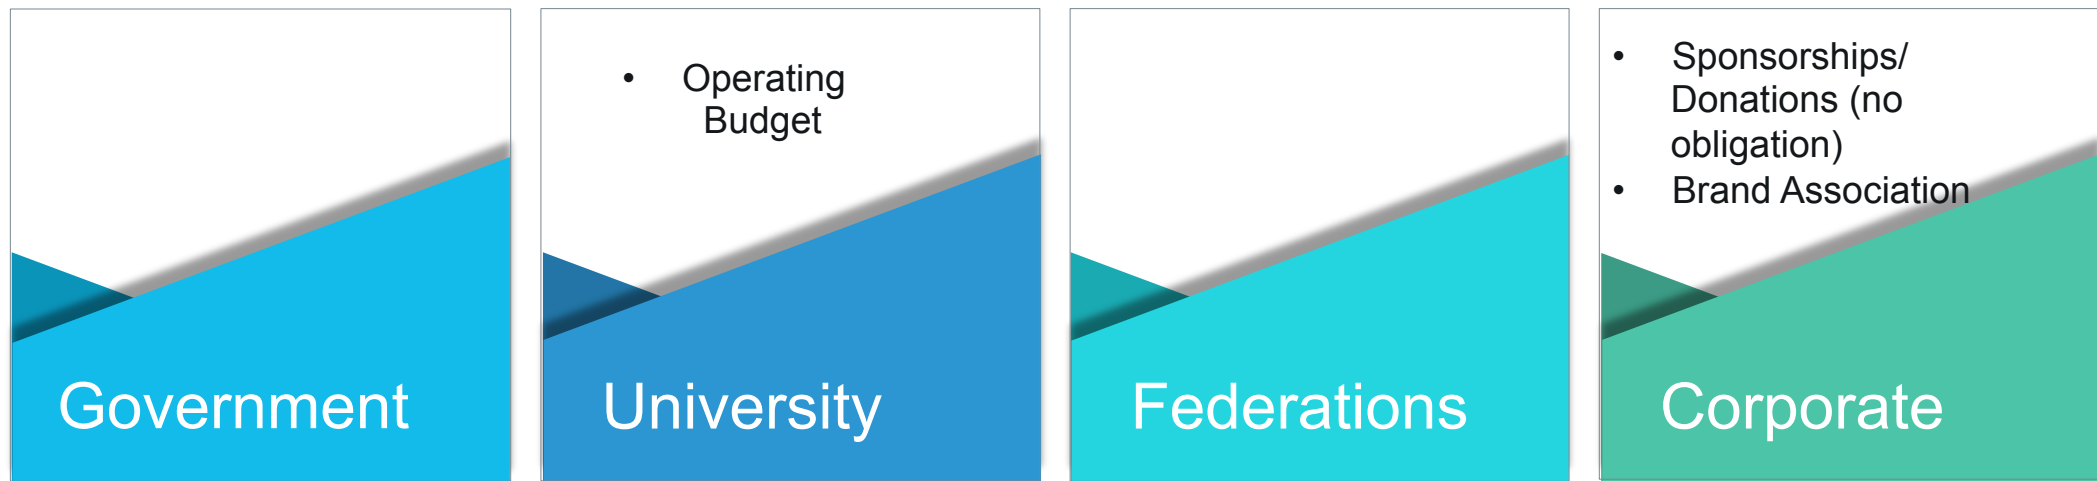 • Operating
Budget
• Sponsorships/
Donations (no
obligation)
• Brand Association
Government
University
Federations
Corporate